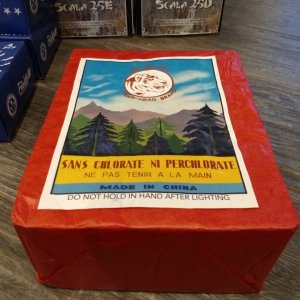 SCALA 23E
SCALA 25D
SANS CHLORATE NI PERCHLORATE
NE PAS TENIR A LA MAIN
MADE IN CHINA
DO NOT HOLD IN HAND AFTER LIGHTING